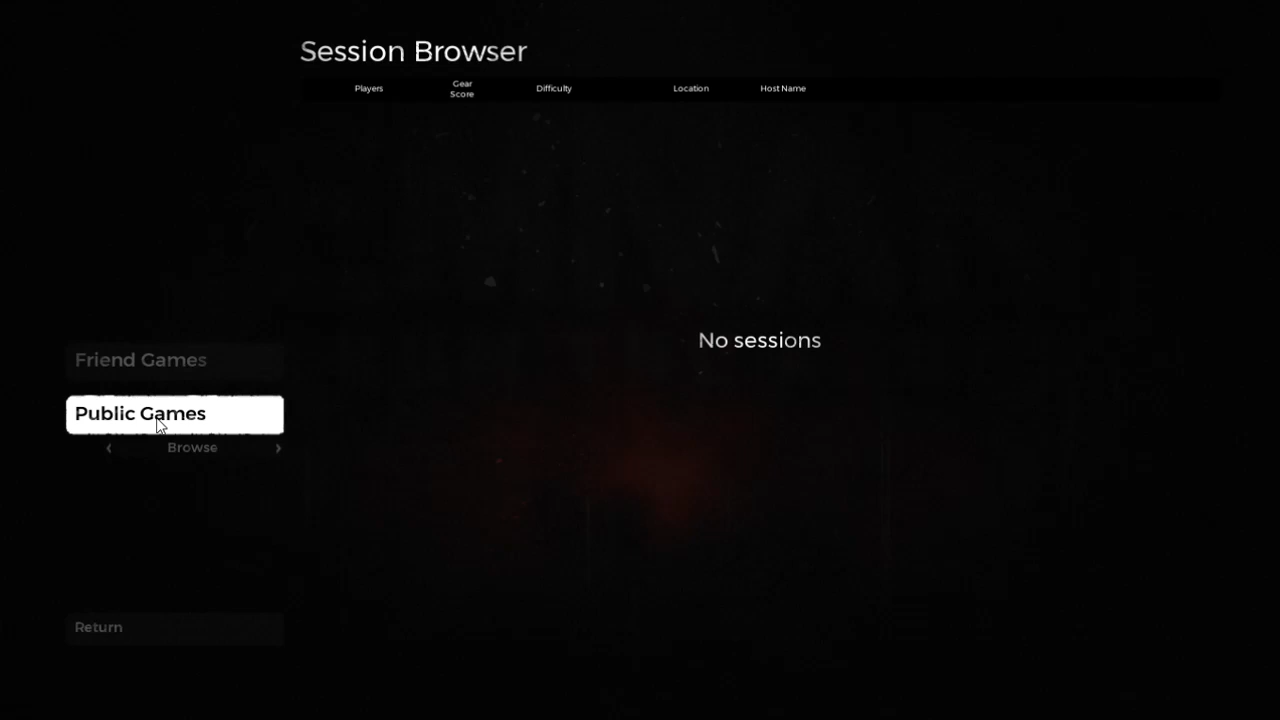 Session Browser
Players
Gear
Score
Difficulty
Location
Host Name
No sessions
Friend Games
Public Games
Browse
Return